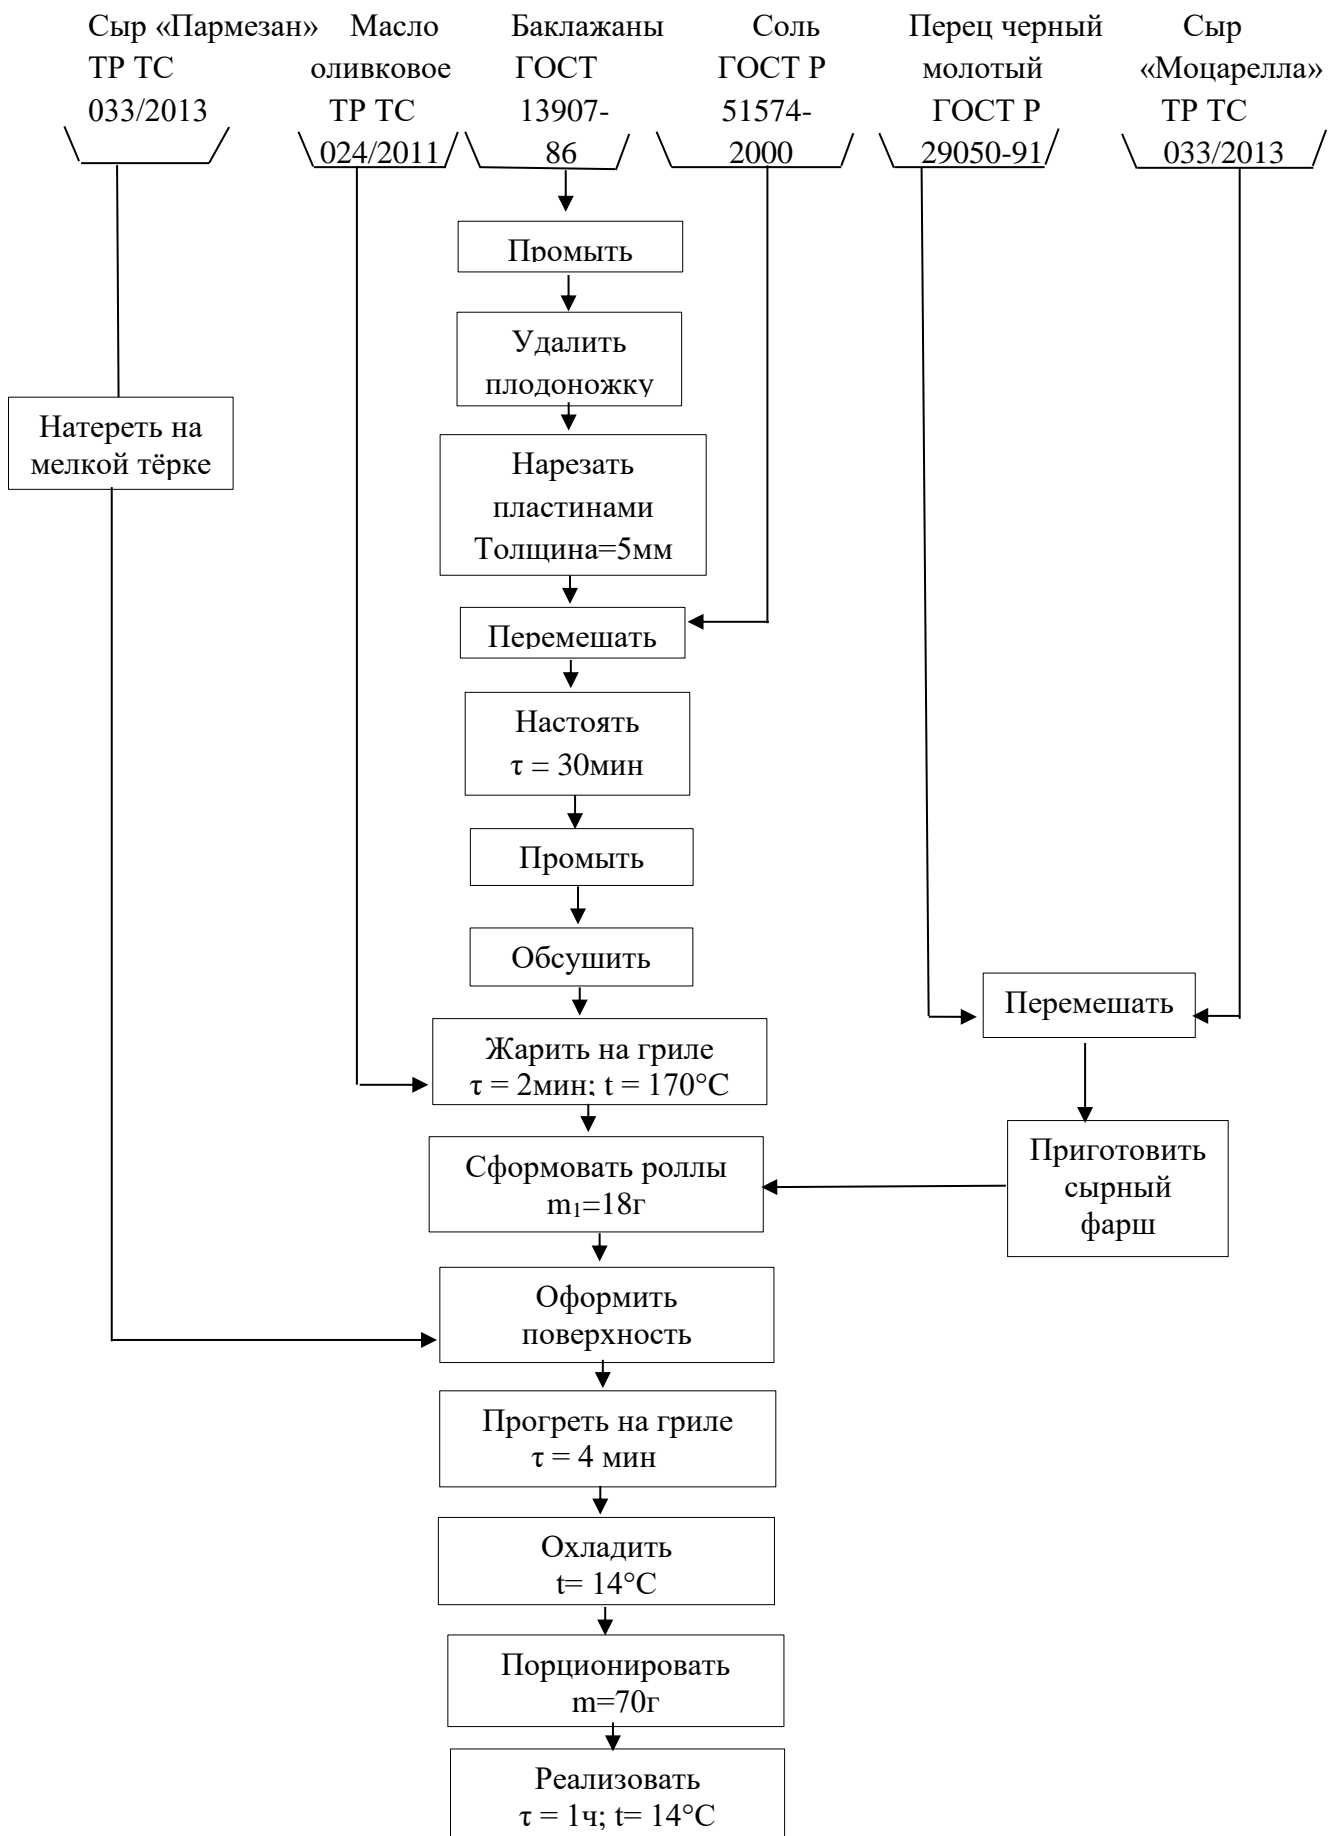 Сыр «Пармезан»
ТР ТС
033/2013
Масло
оливковое
ТР ТС
024/2011
Баклажаны
ГОСТ
13907-
86
Соль
ГОСТ Р
51574-
2000
Перец черный
молотый
ГОСТ Р
29050-91
Сыр
«Моцарелла»
ТР ТС
033/2013
Промыть
Удалить
плодоножку
Натереть на
мелкой тёрке
Нарезать
пластинами
Толщина=5мм
Перемешать
Настоять
τ = 30мин
Промыть
Обсушить
Перемешать
Жарить на гриле
τ = 2мин; t = 170°С
Приготовить
сырный
фарш
Сформовать роллы
m₁=18г
Оформить
поверхность
Прогреть на гриле
τ = 4 мин
Охладить
t= 14°С
Порционировать
m=70г
Реализовать
τ = 1ч; t= 14°С